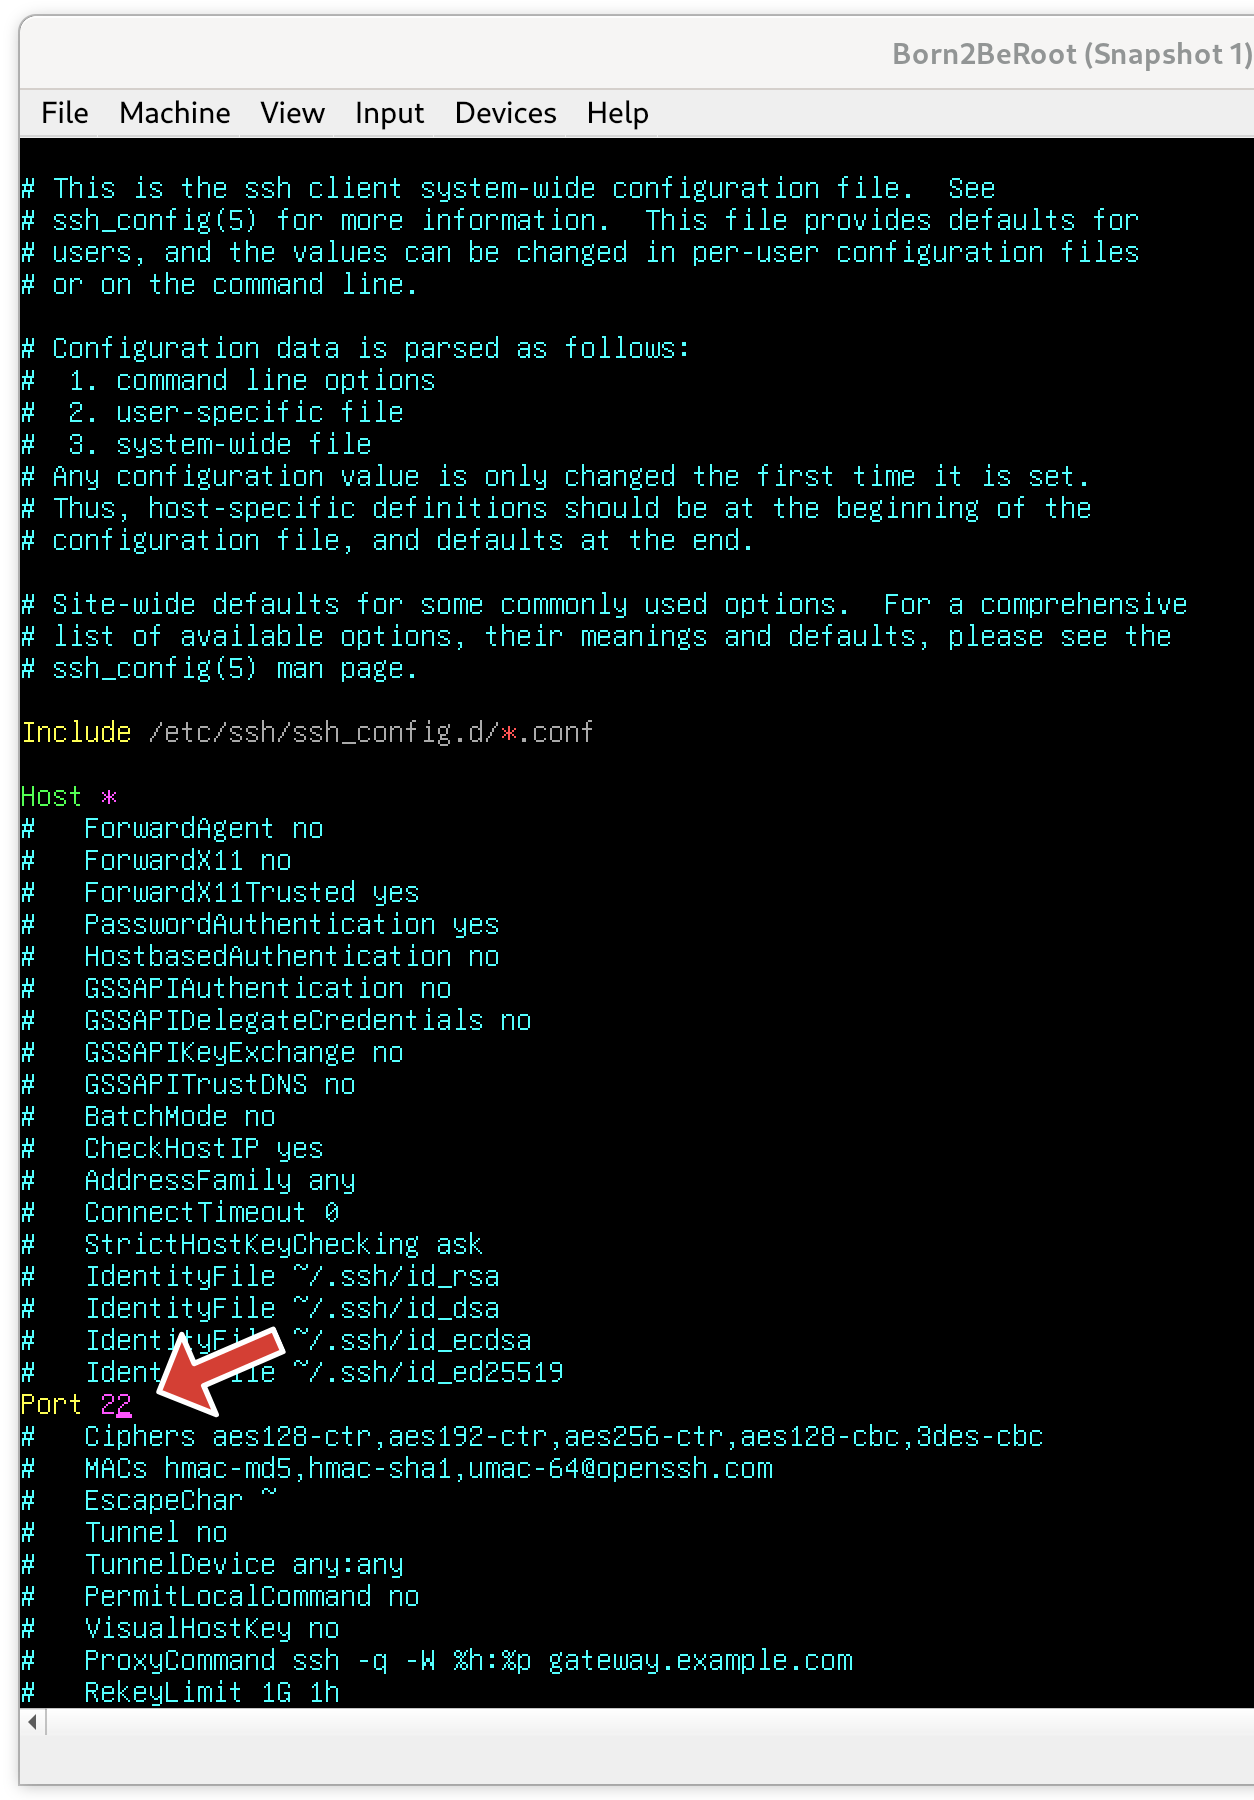 Born2BeRoot (Snapshot 1)
File Machine View Input Devices Help
# This is the ssh client system-wide configuration file.  See
# ssh_config(5) for more information.  This file provides defaults for
# users, and the values can be changed in per-user configuration files
# or on the command line.
# Configuration data is parsed as follows:
#  1. command line options
#  2. user-specific file
#  3. system-wide file
# Any configuration value is only changed the first time it is set.
# Thus, host-specific definitions should be at the beginning of the
# configuration file, and defaults at the end.
# Site-wide defaults for some commonly used options.  For a comprehensive
# list of available options, their meanings and defaults, please see the
# ssh_config(5) man page.
Include /etc/ssh/ssh_config.d/*.conf
Host *
#   ForwardAgent no
#   ForwardX11 no
#   ForwardX11Trusted yes
#   PasswordAuthentication yes
#   HostbasedAuthentication no
#   GSSAPIAuthentication no
#   GSSAPIDelegateCredentials no
#   GSSAPIKeyExchange no
#   GSSAPITrustDNS no
#   BatchMode no
#   CheckHostIP yes
#   AddressFamily any
#   ConnectTimeout 0
#   StrictHostKeyChecking ask
#   IdentityFile ~/.ssh/id_rsa
#   IdentityFile ~/.ssh/id_dsa
#   IdentityFile ~/.ssh/id_ecdsa
#   IdentityFile ~/.ssh/id_ed25519
Port 22
#   Ciphers aes128-ctr,aes192-ctr,aes256-ctr,aes128-cbc,3des-cbc
#   MACs hmac-md5,hmac-sha1,umac-64@openssh.com
#   EscapeChar ~
#   Tunnel no
#   TunnelDevice any:any
#   PermitLocalCommand no
#   VisualHostKey no
#   ProxyCommand ssh -q -W %h:%p gateway.example.com
#   RekeyLimit 1G 1h